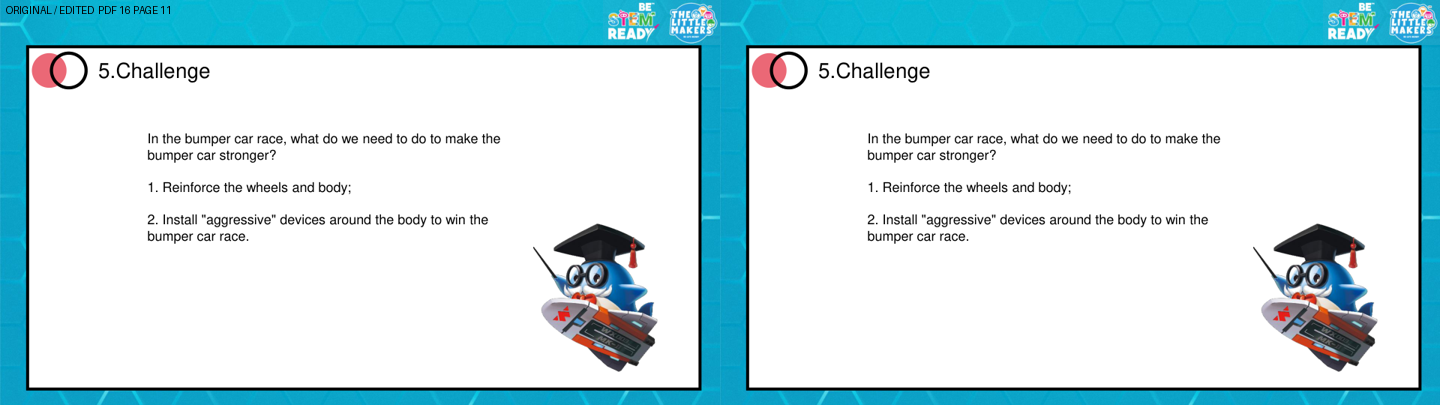 ORIGINAL / EDITED PDF 16 PAGE 11
BE
STEM
READY
THE
LITTLE
MAKERS
5.Challenge
In the bumper car race, what do we need to do to make the
bumper car stronger?
1. Reinforce the wheels and body;
2. Install "aggressive" devices around the body to win the
bumper car race.
BE
STEM
READY
THE
LITTLE
MAKERS
5.Challenge
In the bumper car race, what do we need to do to make the
bumper car stronger?
1. Reinforce the wheels and body;
2. Install "aggressive" devices around the body to win the
bumper car race.